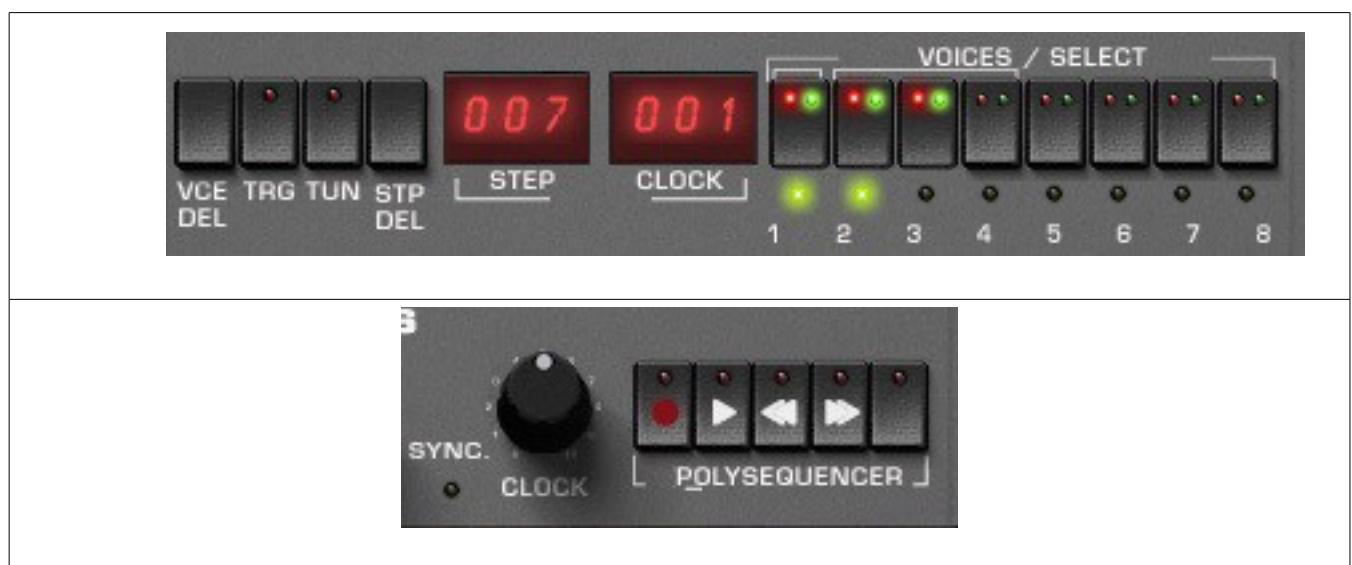 VOICES / SELECT
007 001
VCE DEL TRG TUN STP DEL STEP CLOCK
1 2 3 4 5 6 7 8
S
SYNC.
CLOCK
POLYSEQUENCER